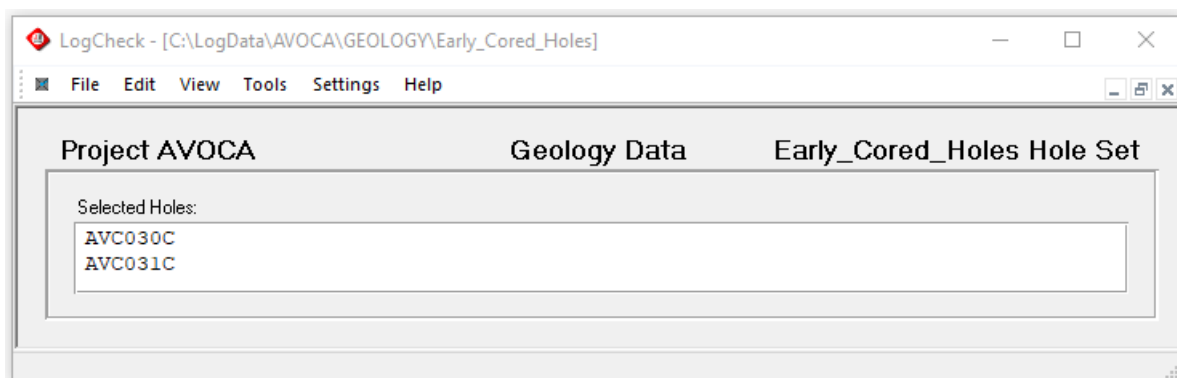 LogCheck - [C:\LogData\AVOCA\GEOLOGY\Early_Cored_Holes]
File Edit View Tools Settings Help
Project AVOCA Geology Data Early_Cored_Holes Hole Set
Selected Holes:
AVC030C
AVC031C